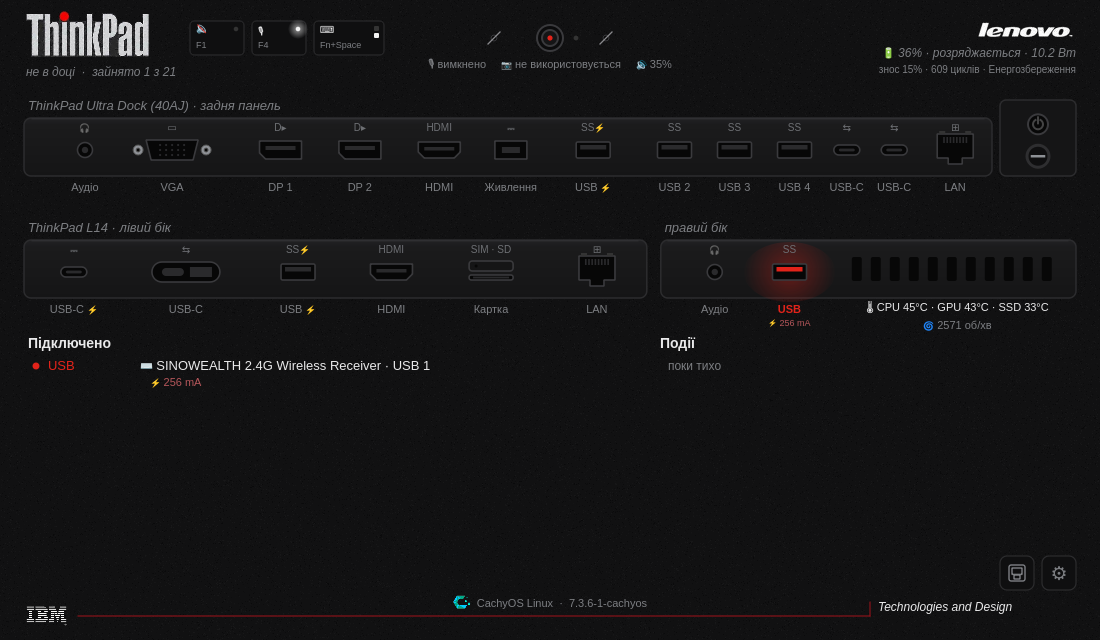 ThinkPad
F1
F4
Fn+Space
вимкнено
не використовується
35%
lenovo
36% · розряджається · 10.2 Вт
знос 15% · 609 циклів · Енергозбереження
не в доці · зайнято 1 з 21
ThinkPad Ultra Dock (40AJ) · задня панель
D▸ D▸ HDMI SS⚡ SS SS SS
Аудіо VGA DP 1 DP 2 HDMI Живлення USB ⚡ USB 2 USB 3 USB 4 USB-C USB-C LAN
ThinkPad L14 · лівий бік
SS⚡ HDMI SIM · SD
USB-C ⚡ USB-C USB ⚡ HDMI Картка LAN
правий бік
SS
Аудіо USB
⚡ 256 mA
CPU 45°C · GPU 43°C · SSD 33°C
2571 об/хв
Підключено
USB SINOWEALTH 2.4G Wireless Receiver · USB 1
⚡ 256 mA
Події
поки тихо
IBM
CachyOS Linux · 7.3.6-1-cachyos
Technologies and Design